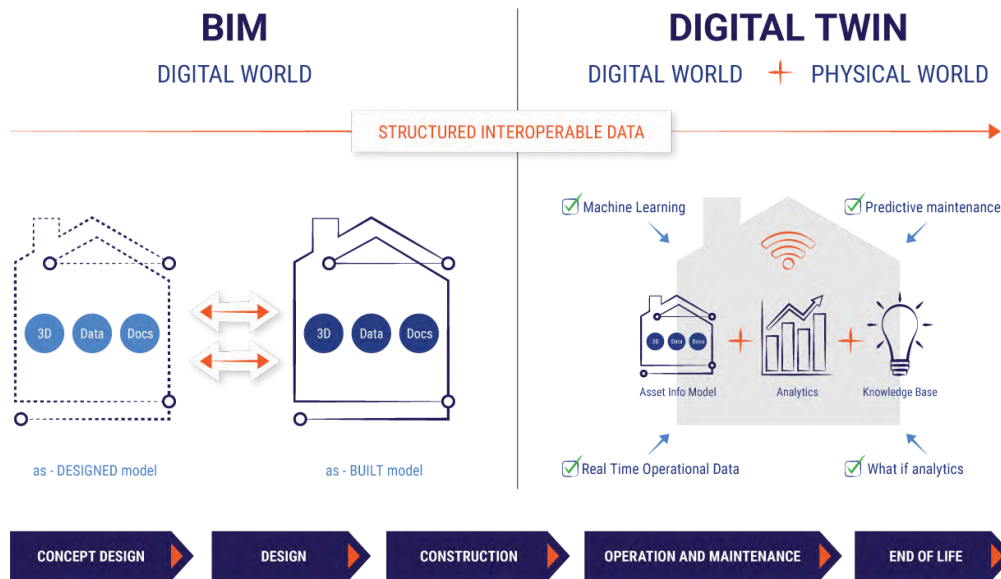 BIM
DIGITAL TWIN
DIGITAL WORLD
DIGITAL WORLD + PHYSICAL WORLD
STRUCTURED INTEROPERABLE DATA
Machine Learning
Predictive maintenance
3D Data Docs
3D Data Docs
3D Data Docs
Asset Info Model
Analytics
Knowledge Base
as - DESIGNED model
as - BUILT model
Real Time Operational Data
What if analytics
CONCEPT DESIGN
DESIGN
CONSTRUCTION
OPERATION AND MAINTENANCE
END OF LIFE